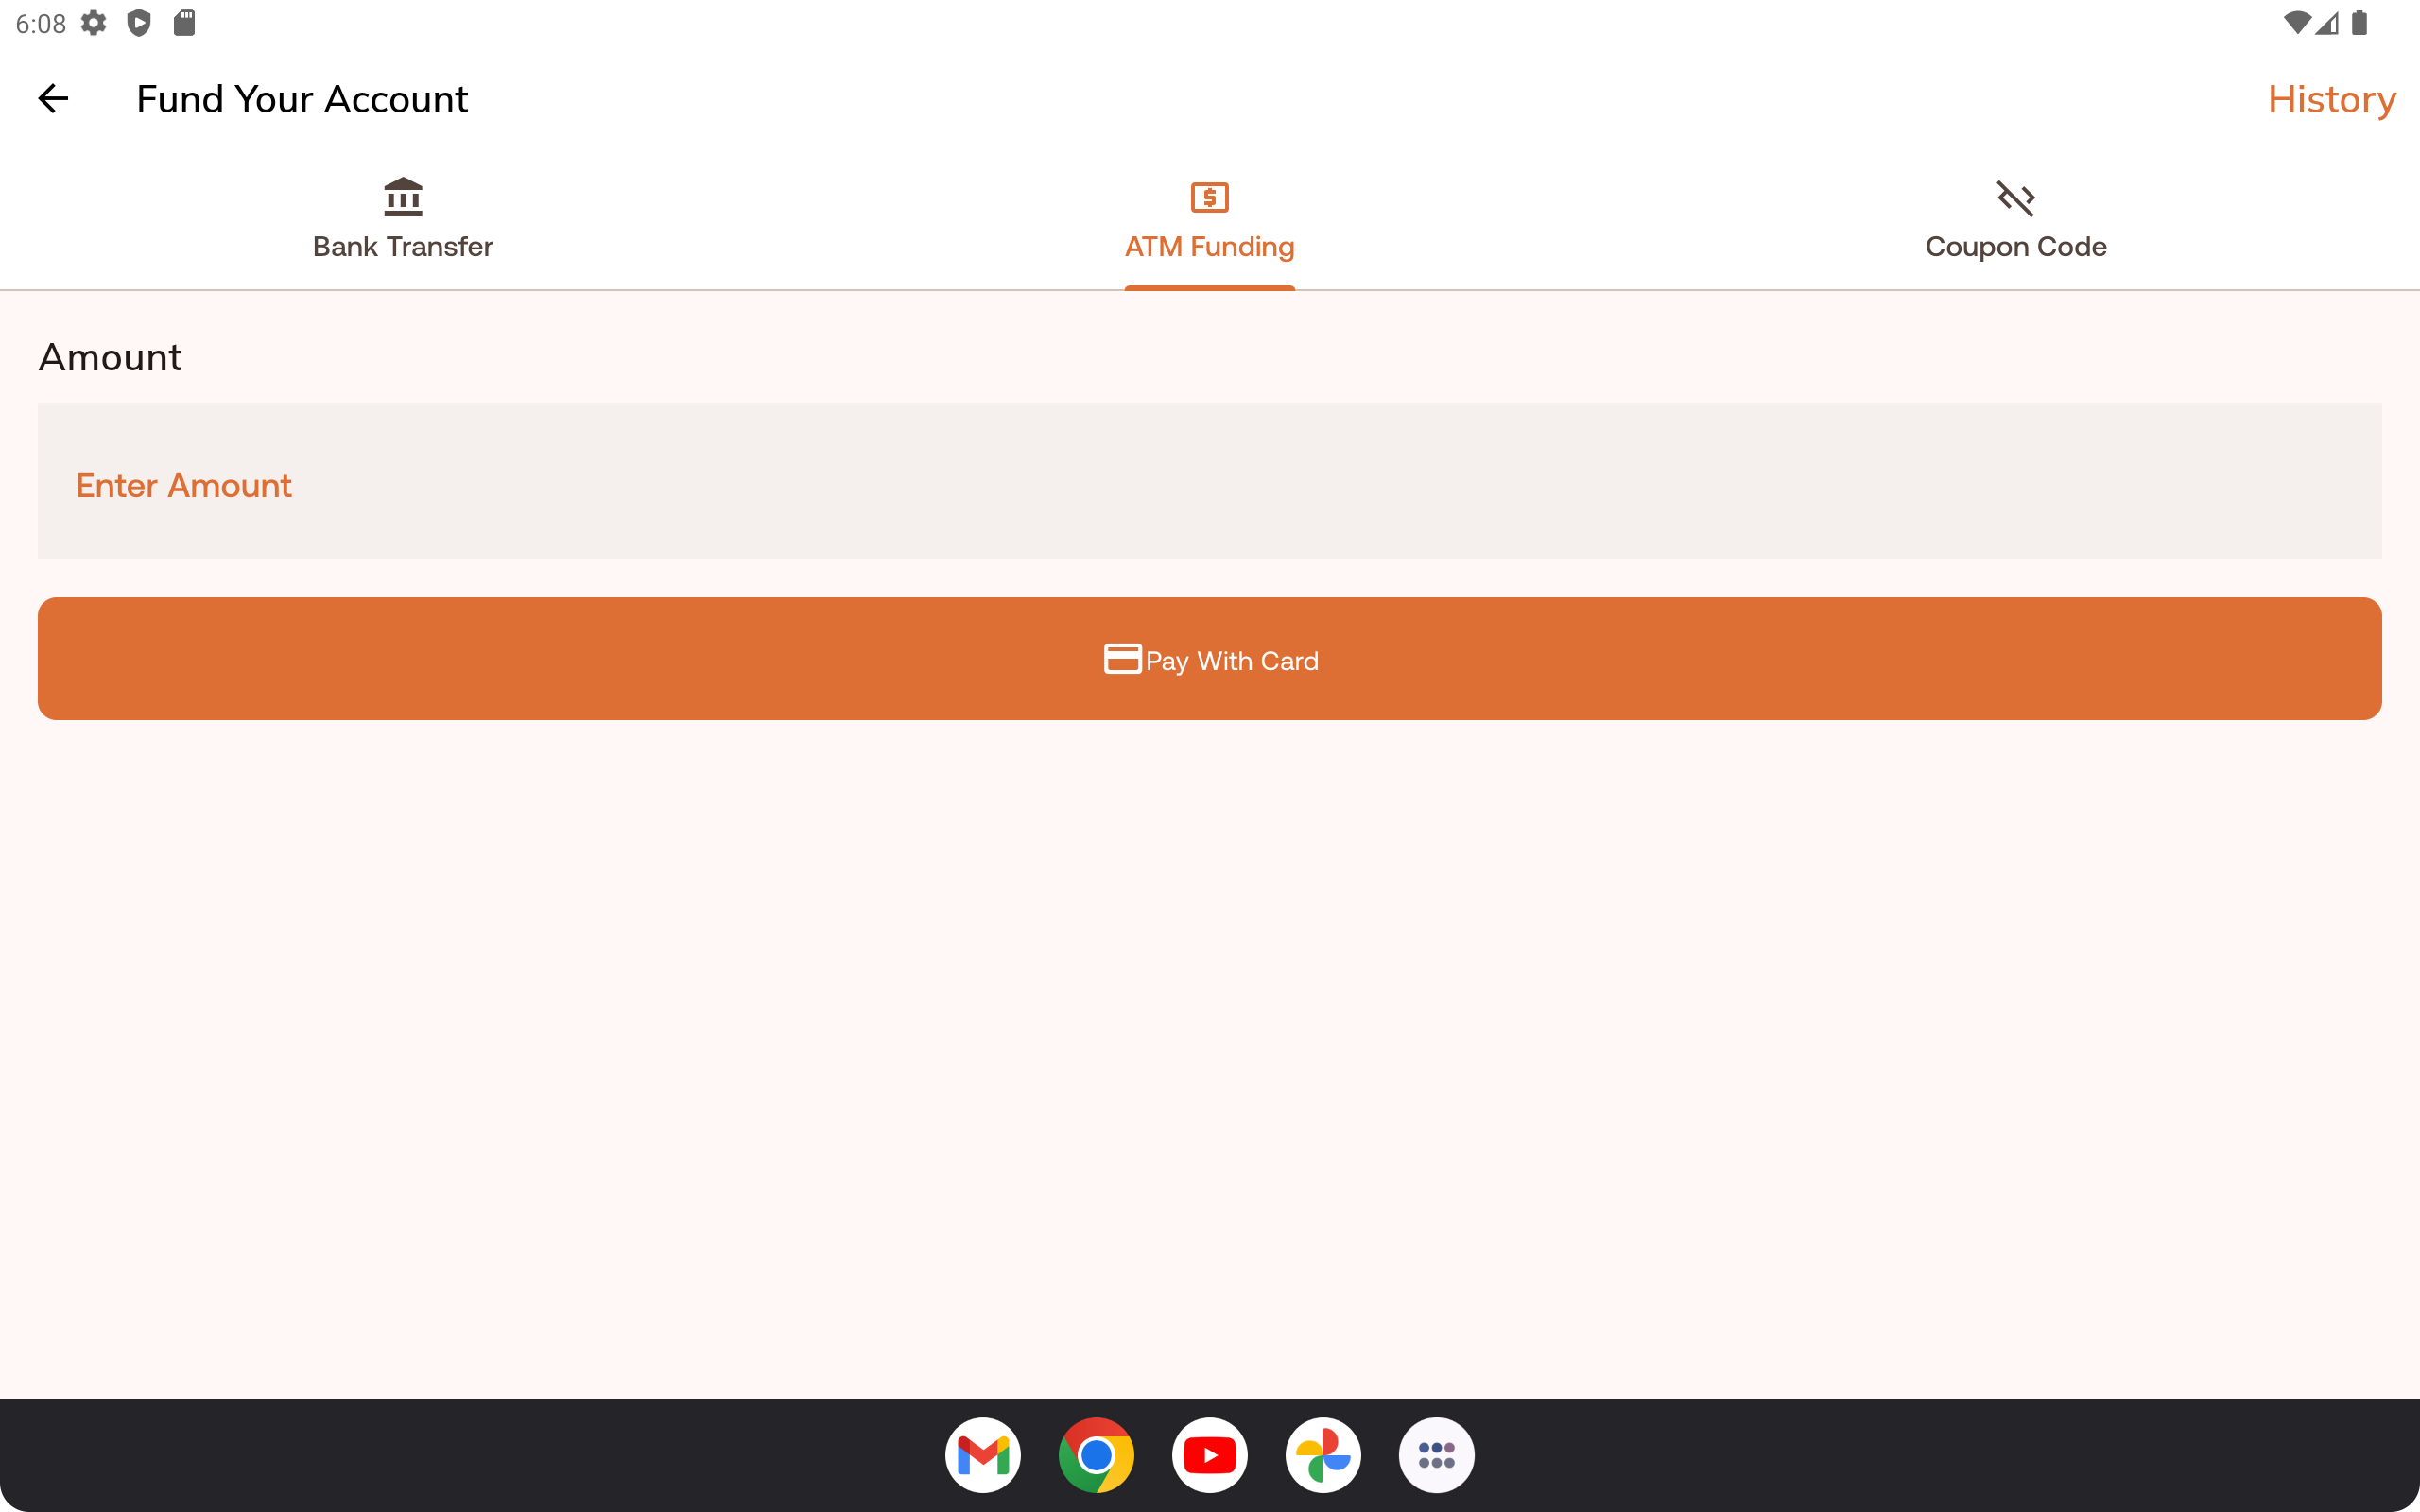 6:08
Fund Your Account
History
Bank Transfer
ATM Funding
Coupon Code
Amount
Enter Amount
Pay With Card